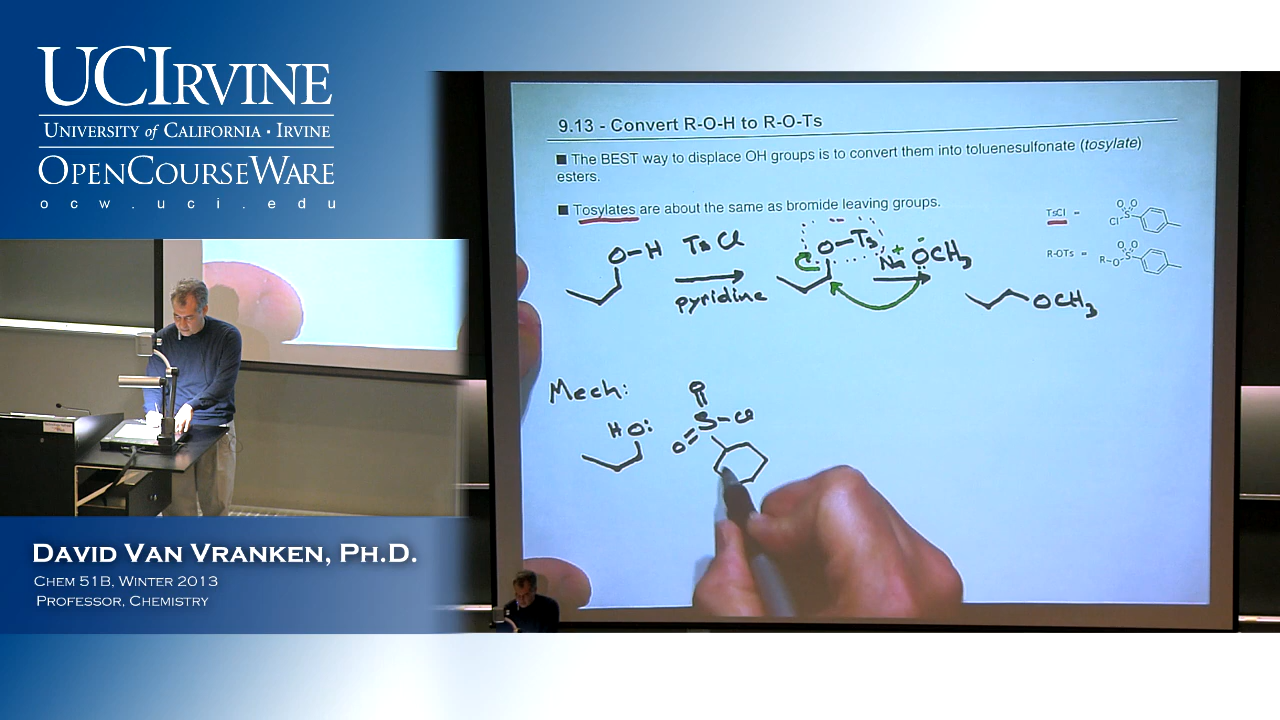 UCIRVINE
UNIVERSITY of CALIFORNIA · IRVINE
OPENCOURSEWARE
ocw.uci.edu
9.13 - Convert R-O-H to R-O-Ts
■ The BEST way to displace OH groups is to convert them into toluenesulfonate (tosylate)
esters.
■ Tosylates are about the same as bromide leaving groups.
TsCl =
O O
Cl S
R-OTs =
O O
R-O S
O-H
TsCl
pyridine
O-Ts
Na + OCH3
OCH3
Mech:
HO:
O
S-Cl
O
DAVID VAN VRANKEN, PH.D.
CHEM 51B, WINTER 2013
PROFESSOR, CHEMISTRY